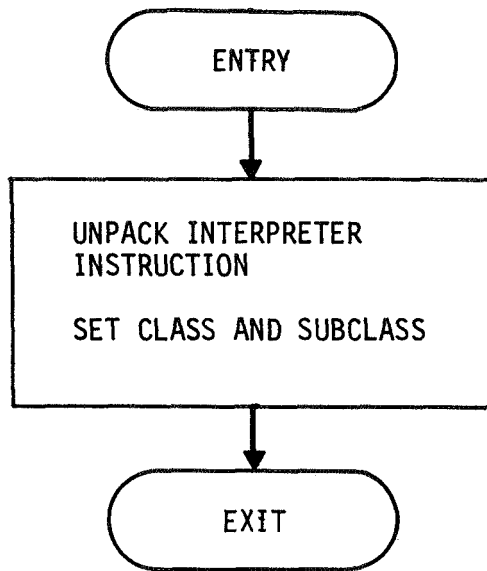 ENTRY
UNPACK INTERPRETER
INSTRUCTION
SET CLASS AND SUBCLASS
EXIT